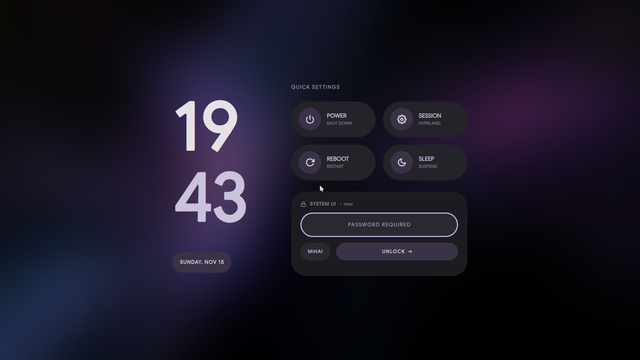 19
43
SUNDAY, NOV 15
QUICK SETTINGS
POWER
SHUT DOWN
SESSION
HYPRLAND
REBOOT
RESTART
SLEEP
SUSPEND
SYSTEM UI • now
PASSWORD REQUIRED
MIHAI
UNLOCK →